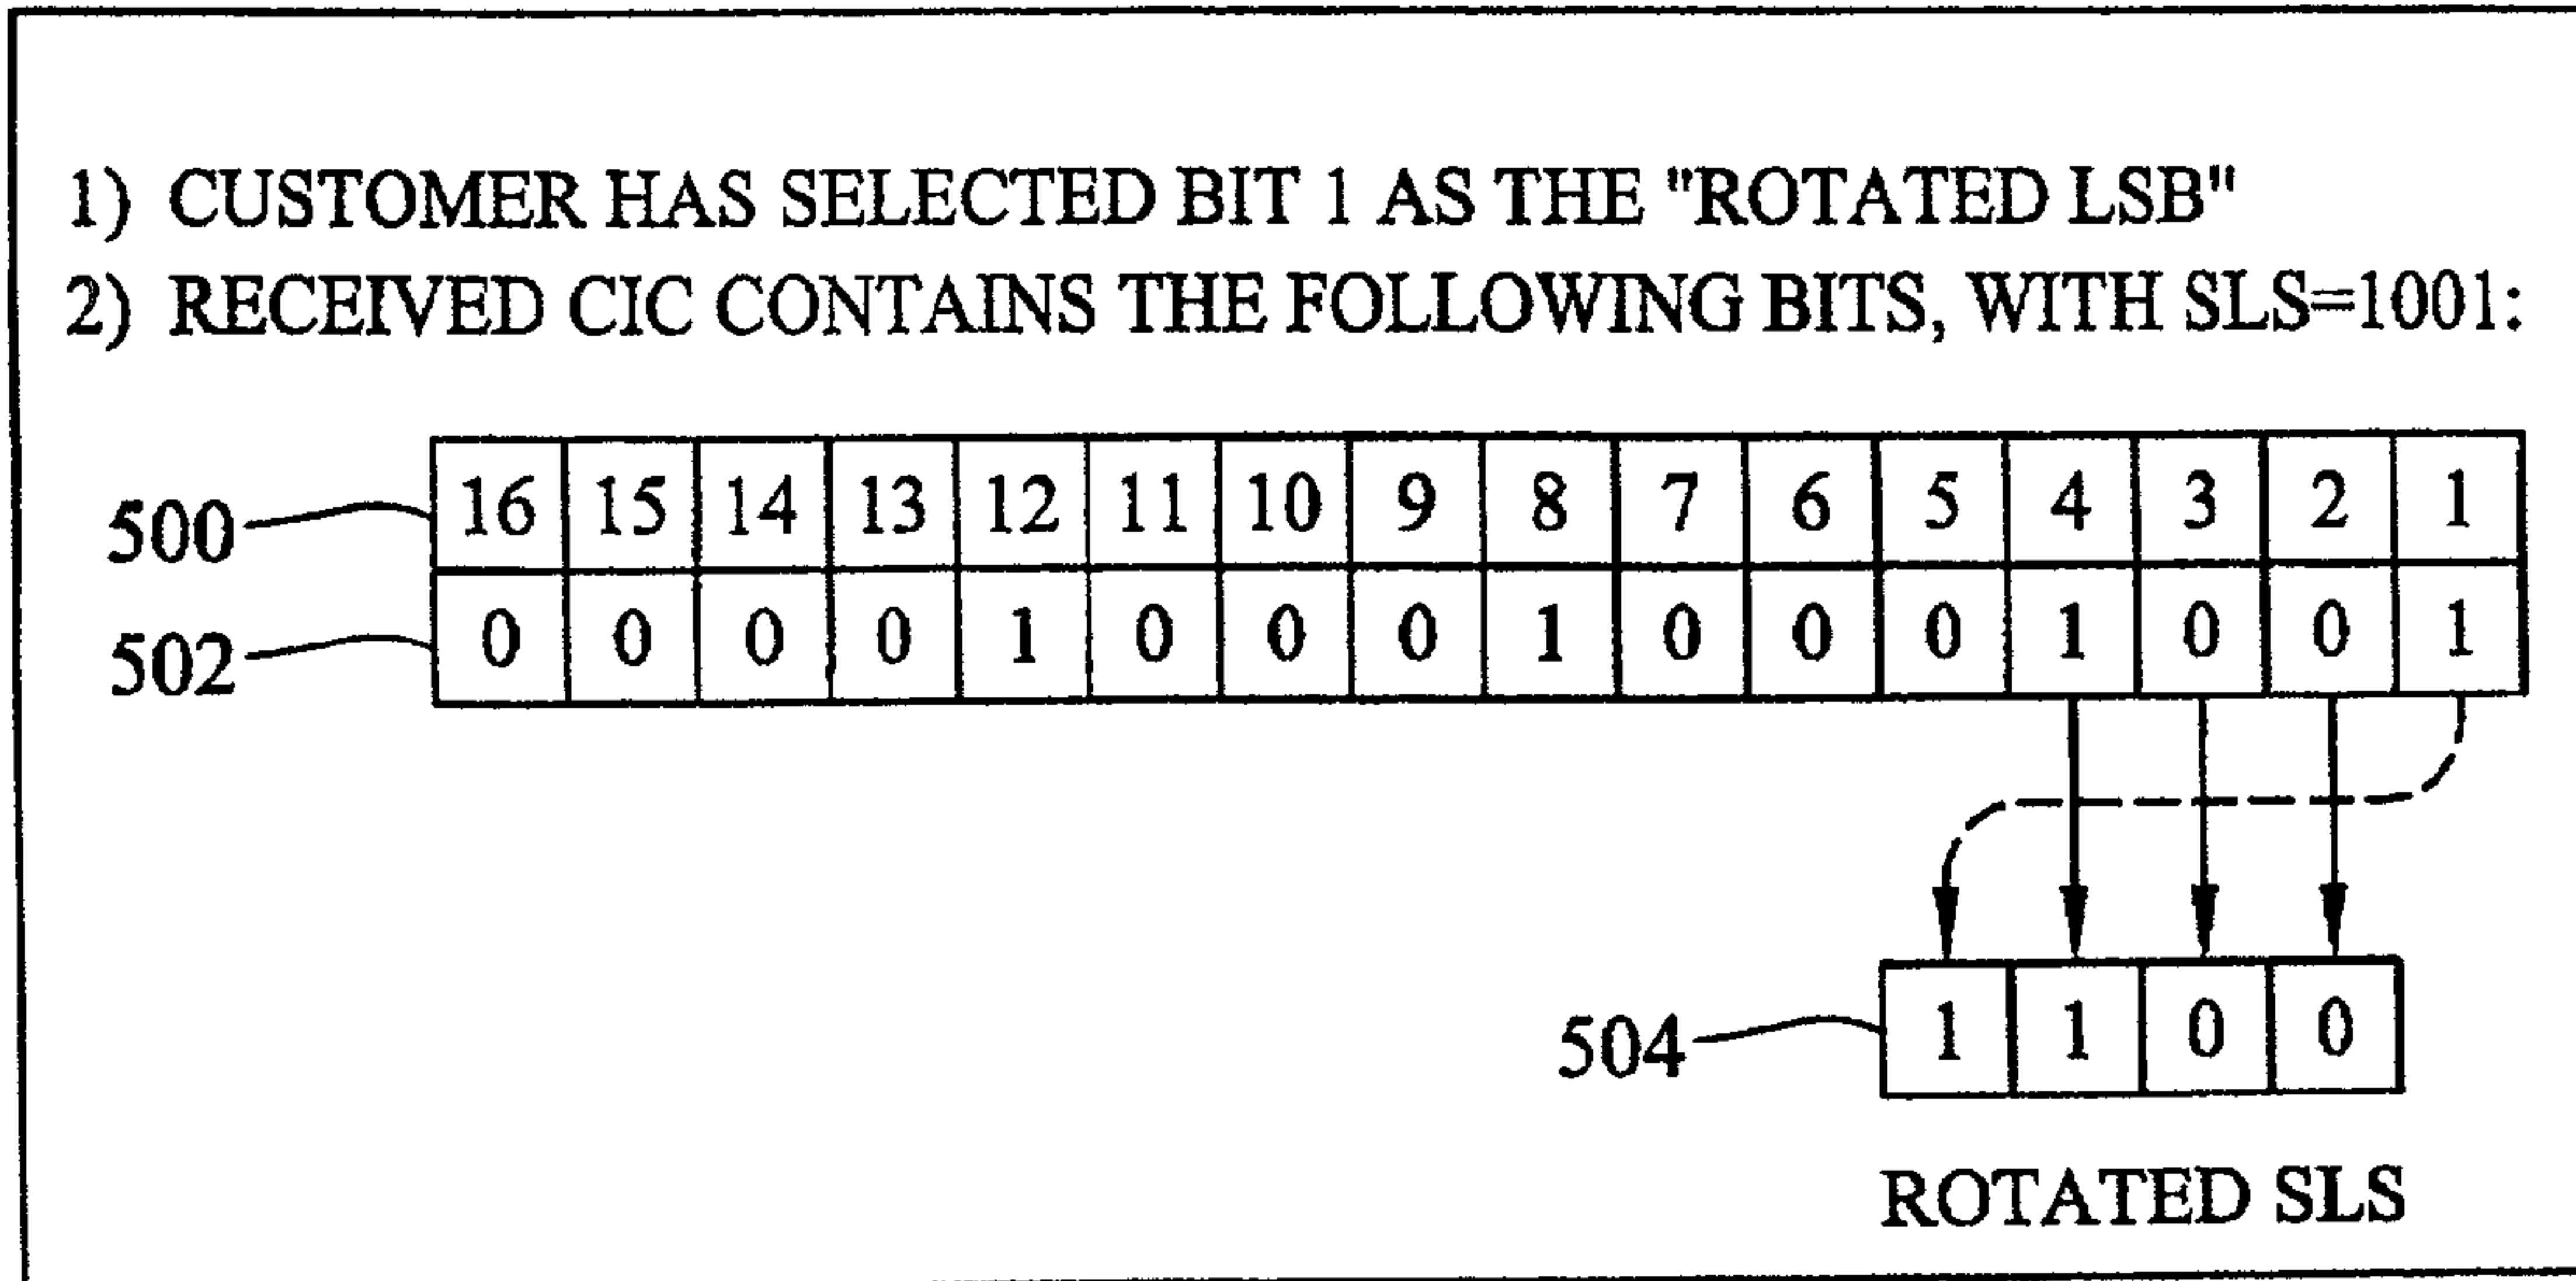 1) CUSTOMER HAS SELECTED BIT 1 AS THE "ROTATED LSB"
2) RECEIVED CIC CONTAINS THE FOLLOWING BITS, WITH SLS=1001:
500 16 15 14 13 12 11 10 9 8 7 6 5 4 3 2 1
502 0 0 0 0 1 0 0 0 1 0 0 0 1 0 0 1
504 1 1 0 0
ROTATED SLS